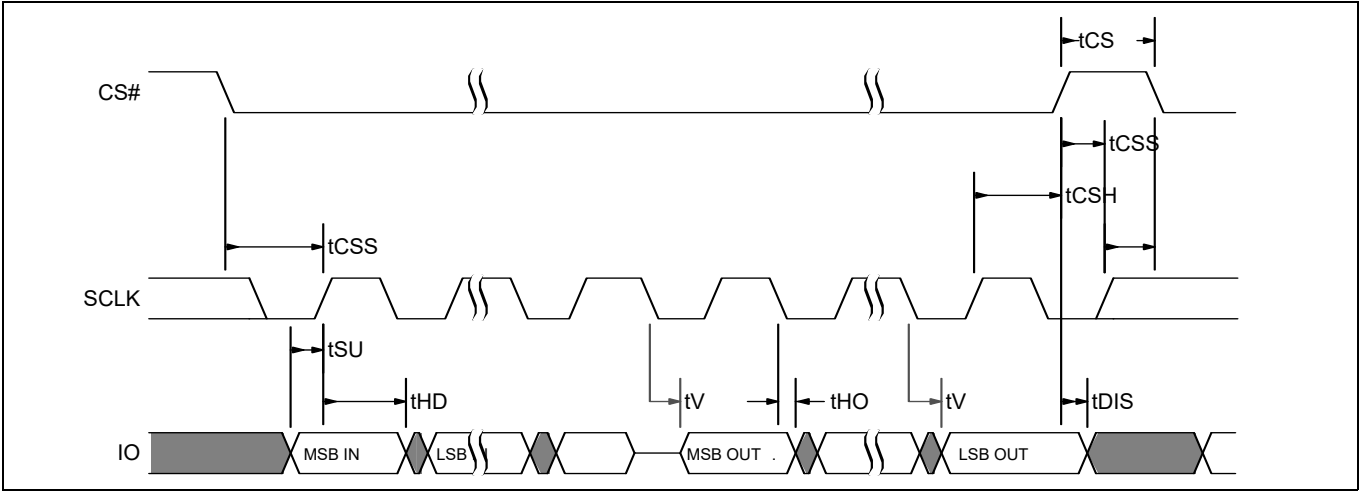 tCS
CS#
tCSS
tCSH
tCSS
SCLK
tSU
tHD
tV
tHO
tV
tDIS
IO
MSB IN
LSB
MSB OUT .
LSB OUT